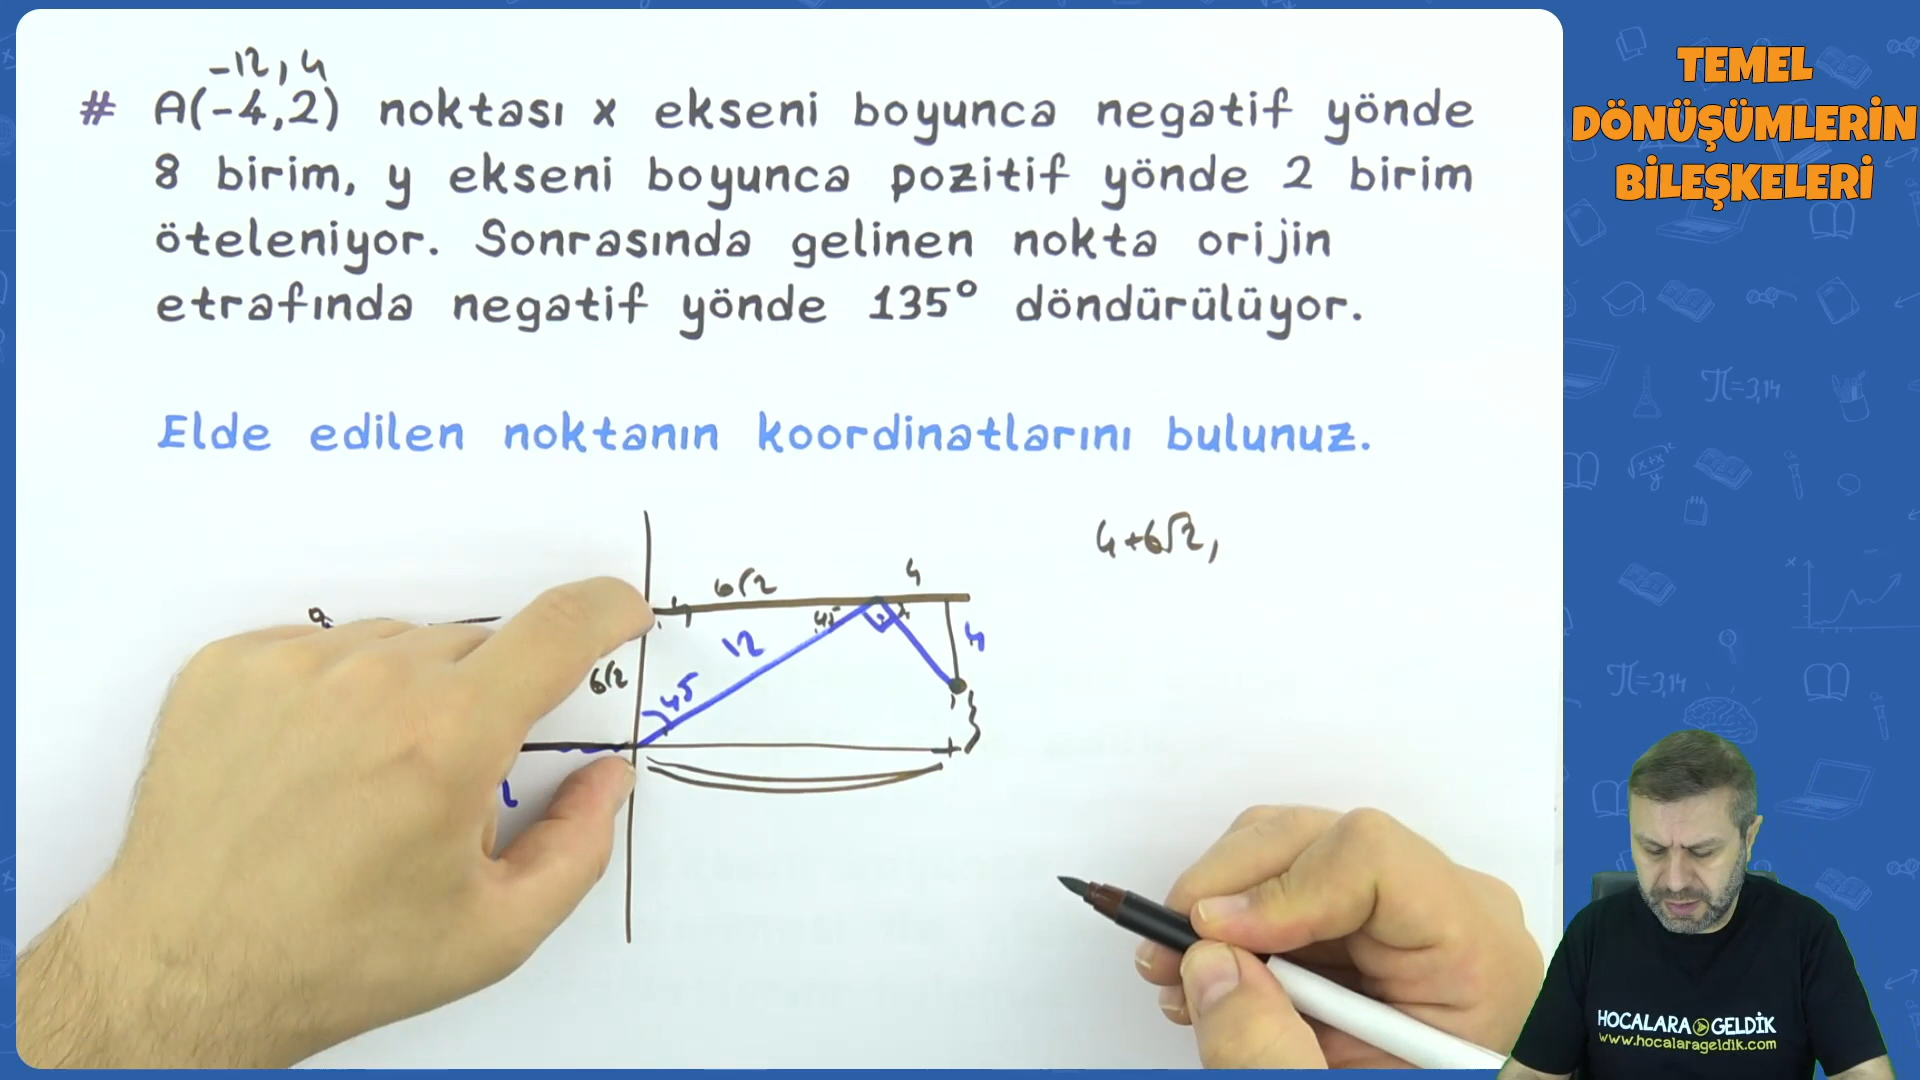 -12, 4
# A(-4,2) noktası x ekseni boyunca negatif yönde
8 birim, y ekseni boyunca pozitif yönde 2 birim
öteleniyor. Sonrasında gelinen nokta orijin
etrafında negatif yönde 135° döndürülüyor.
Elde edilen noktanın koordinatlarını bulunuz.
4+6√2,
6√2
4
45
12
4
6√2
45
TEMEL
DÖNÜŞÜMLERİN
BİLEŞKELERİ
π=3,14
π=3,14
HOCALARA GELDİK
www.hocalarageldik.com